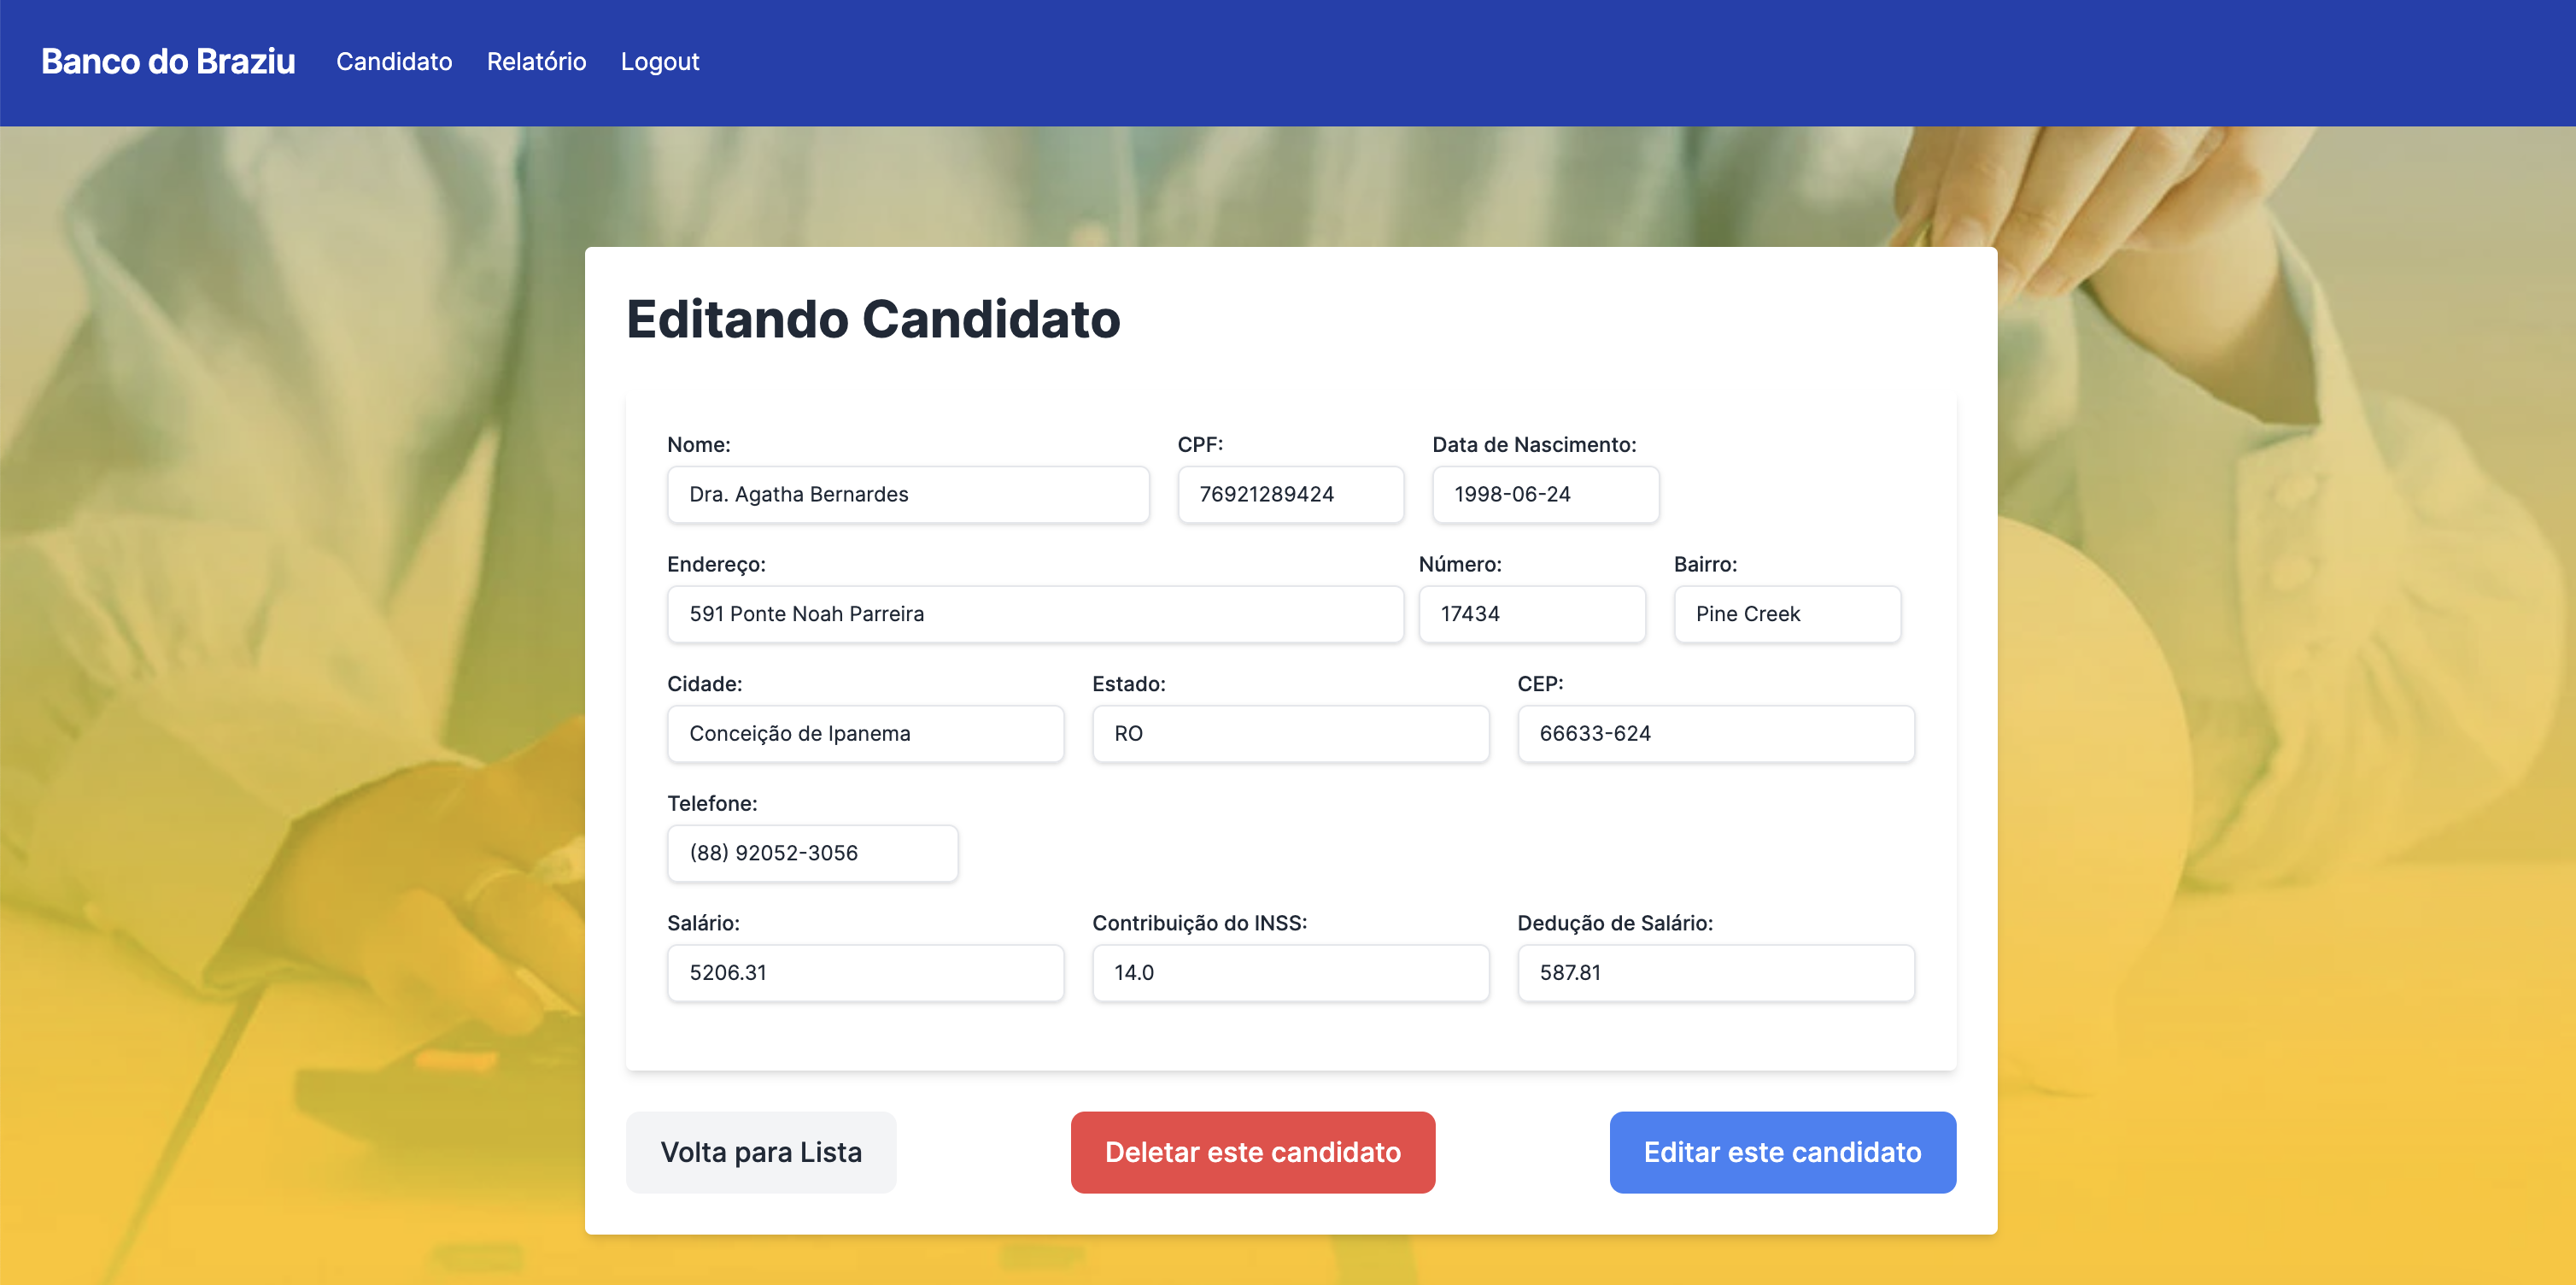 Banco do Braziu Candidato Relatório Logout
Editando Candidato
Nome: CPF: Data de Nascimento:
Dra. Agatha Bernardes 76921289424 1998-06-24
Endereço: Número: Bairro:
591 Ponte Noah Parreira 17434 Pine Creek
Cidade: Estado: CEP:
Conceição de Ipanema RO 66633-624
Telefone:
(88) 92052-3056
Salário: Contribuição do INSS: Dedução de Salário:
5206.31 14.0 587.81
Volta para Lista Deletar este candidato Editar este candidato